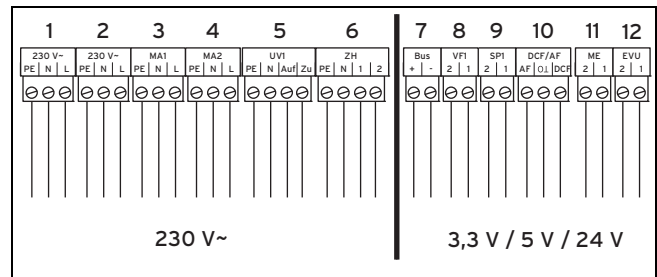 1 2 3 4 5 6 7 8 9 10 11 12
230 V~ 230 V~ MA1 MA2 UV1 ZH Bus VF1 SP1 DCF/AF ME EVU
PE N L PE N L PE N L PE N L PE N Auf Zu PE N 1 2 + - 2 1 2 1 AF 0⊥ DCF 2 1 2 1
230 V~ 3,3 V / 5 V / 24 V